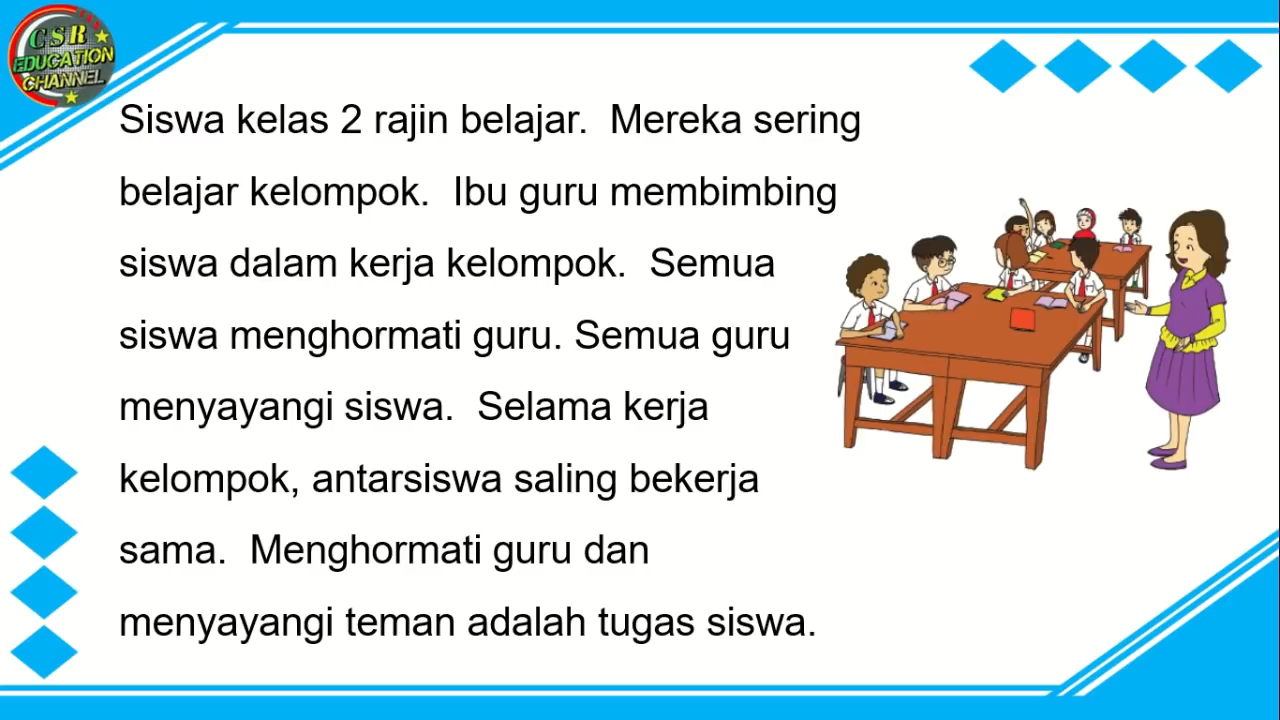 CSR
EDUCATION
CHANNEL
Siswa kelas 2 rajin belajar. Mereka sering
belajar kelompok. Ibu guru membimbing
siswa dalam kerja kelompok. Semua
siswa menghormati guru. Semua guru
menyayangi siswa. Selama kerja
kelompok, antarsiswa saling bekerja
sama. Menghormati guru dan
menyayangi teman adalah tugas siswa.